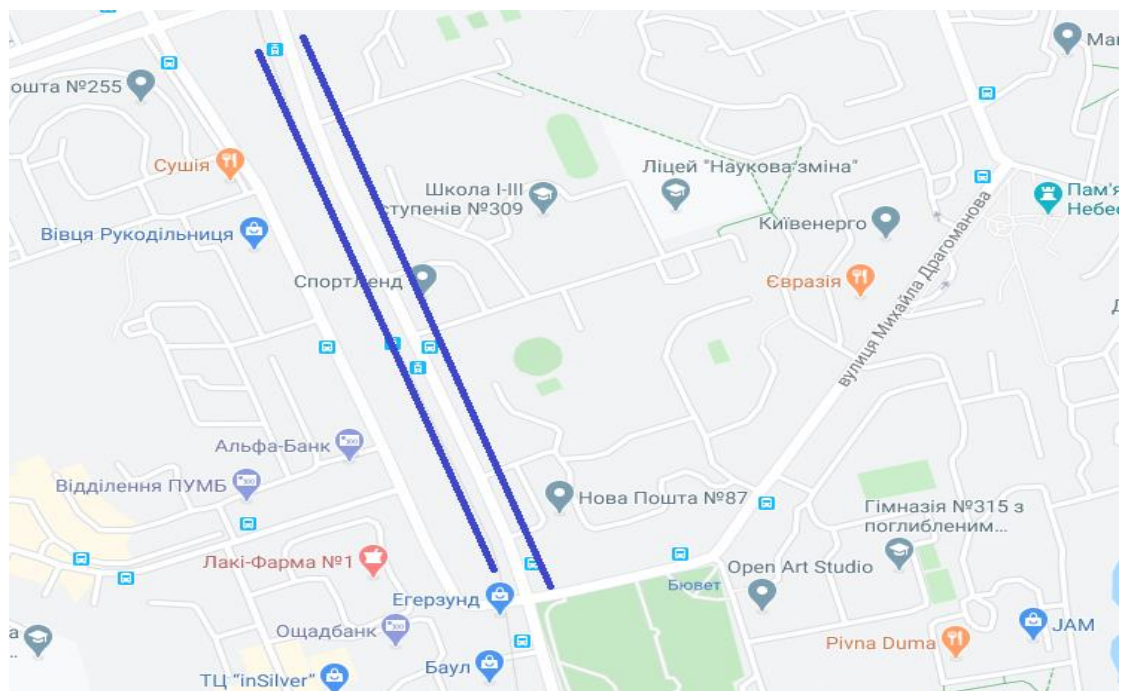 Ма
ошта №255
Сушія
Ліцей "Наукова зміна"
Школа І-ІІІ
ступенів №309
Пам'я
Небес
Вівця Рукодільниця
Київенерго
Спортленд
Євразія
вулиця Михайла Драгоманова
Альфа-Банк
Відділення ПУМБ
Нова Пошта №87
Гімназія №315 з
поглибленим...
Лакі-Фарма №1
Open Art Studio
Бювет
Егерзунд
Ощадбанк
JAM
Pivna Duma
Баул
ТЦ "inSilver"